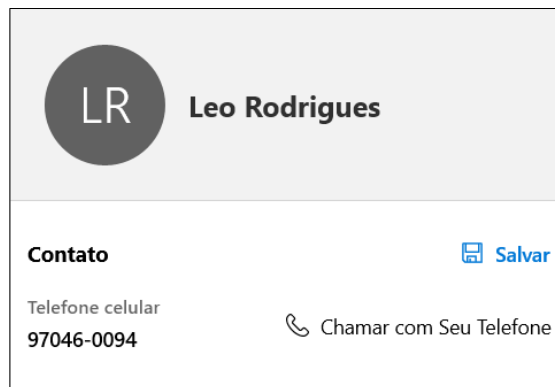 LR
Leo Rodrigues
Contato
Salvar
Telefone celular
97046-0094
Chamar com Seu Telefone